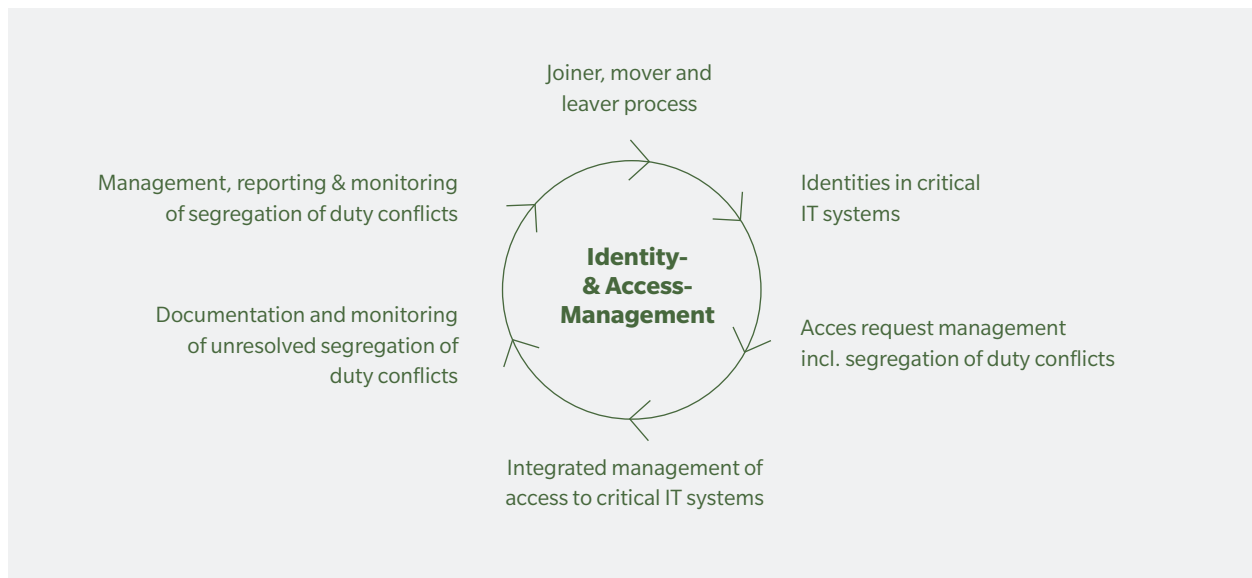 Joiner, mover and
leaver process
Management, reporting & monitoring
of segregation of duty conflicts
Identities in critical
IT systems
Identity-
& Access-
Management
Documentation and monitoring
of unresolved segregation of
duty conflicts
Acces request management
incl. segregation of duty conflicts
Integrated management of
access to critical IT systems